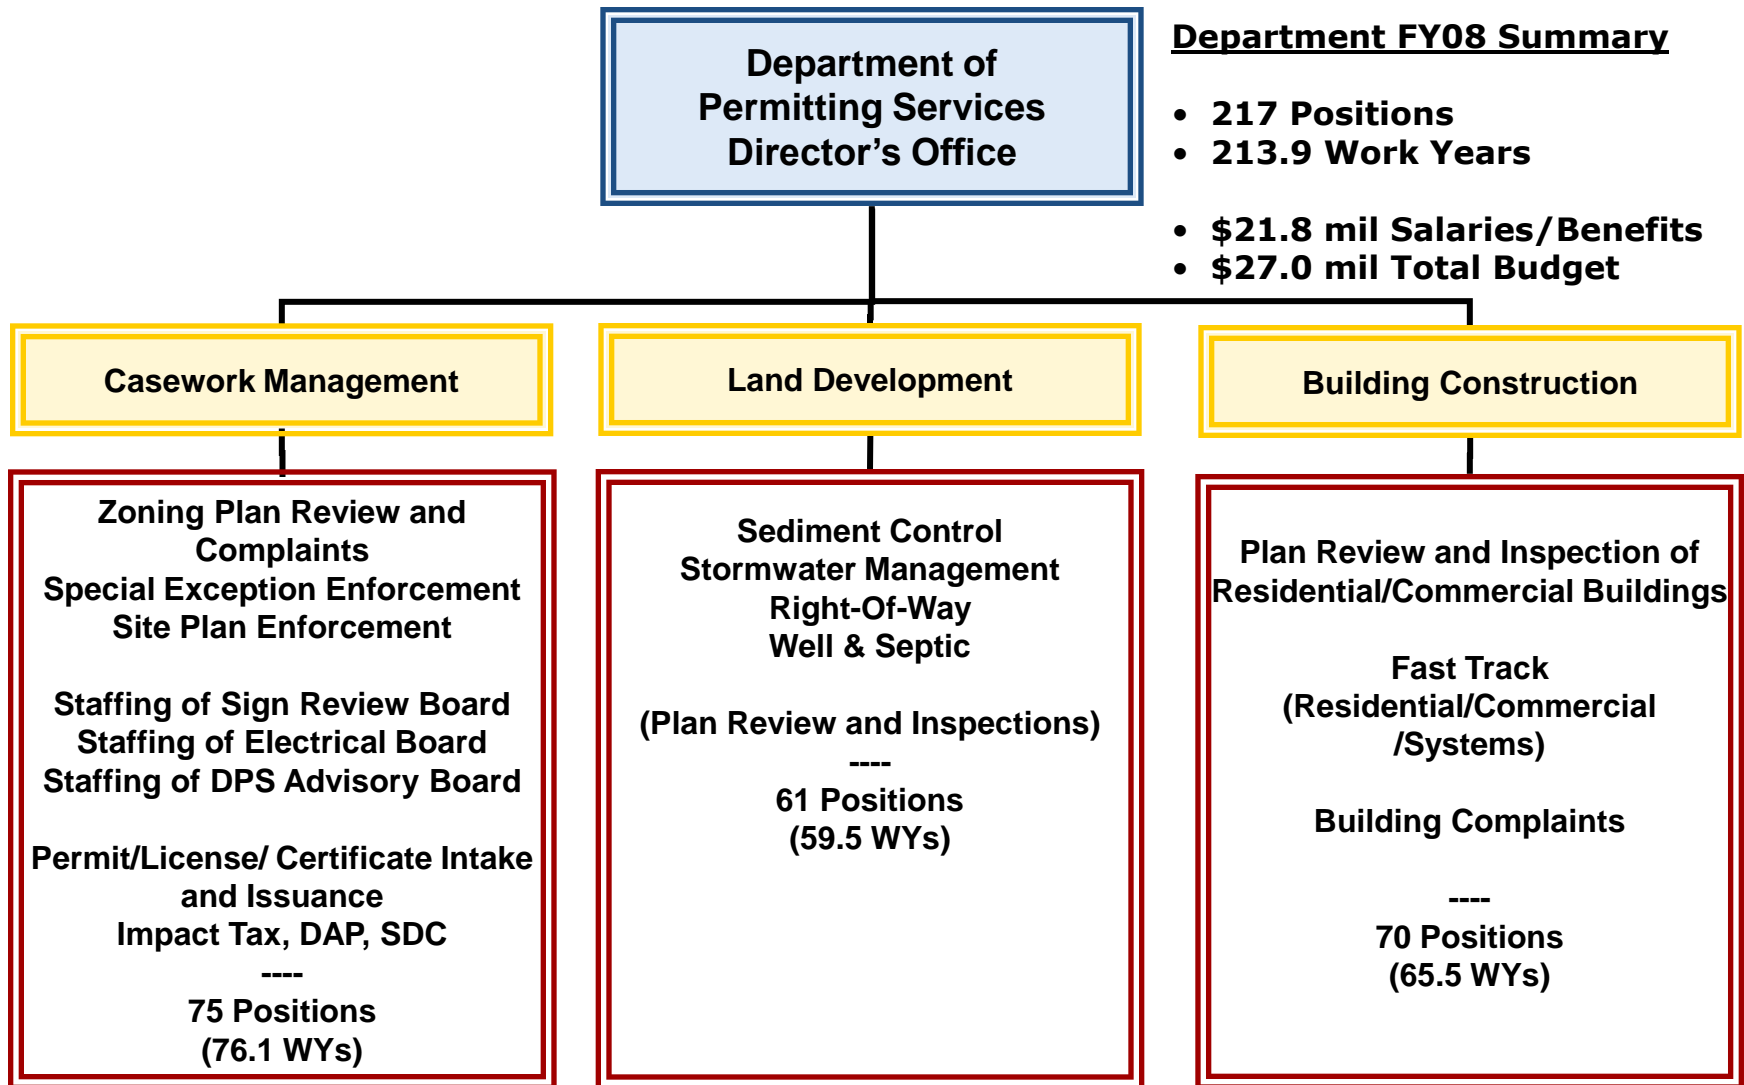 Department of
Permitting Services
Director’s Office
Department FY08 Summary
• 217 Positions
• 213.9 Work Years
• $21.8 mil Salaries/Benefits
• $27.0 mil Total Budget
Casework Management
Zoning Plan Review and
Complaints
Special Exception Enforcement
Site Plan Enforcement
Staffing of Sign Review Board
Staffing of Electrical Board
Staffing of DPS Advisory Board
Permit/License/ Certificate Intake
and Issuance
Impact Tax, DAP, SDC
----
75 Positions
(76.1 WYs)
Land Development
Sediment Control
Stormwater Management
Right-Of-Way
Well & Septic
(Plan Review and Inspections)
----
61 Positions
(59.5 WYs)
Building Construction
Plan Review and Inspection of
Residential/Commercial Buildings
Fast Track
(Residential/Commercial
/Systems)
Building Complaints
----
70 Positions
(65.5 WYs)